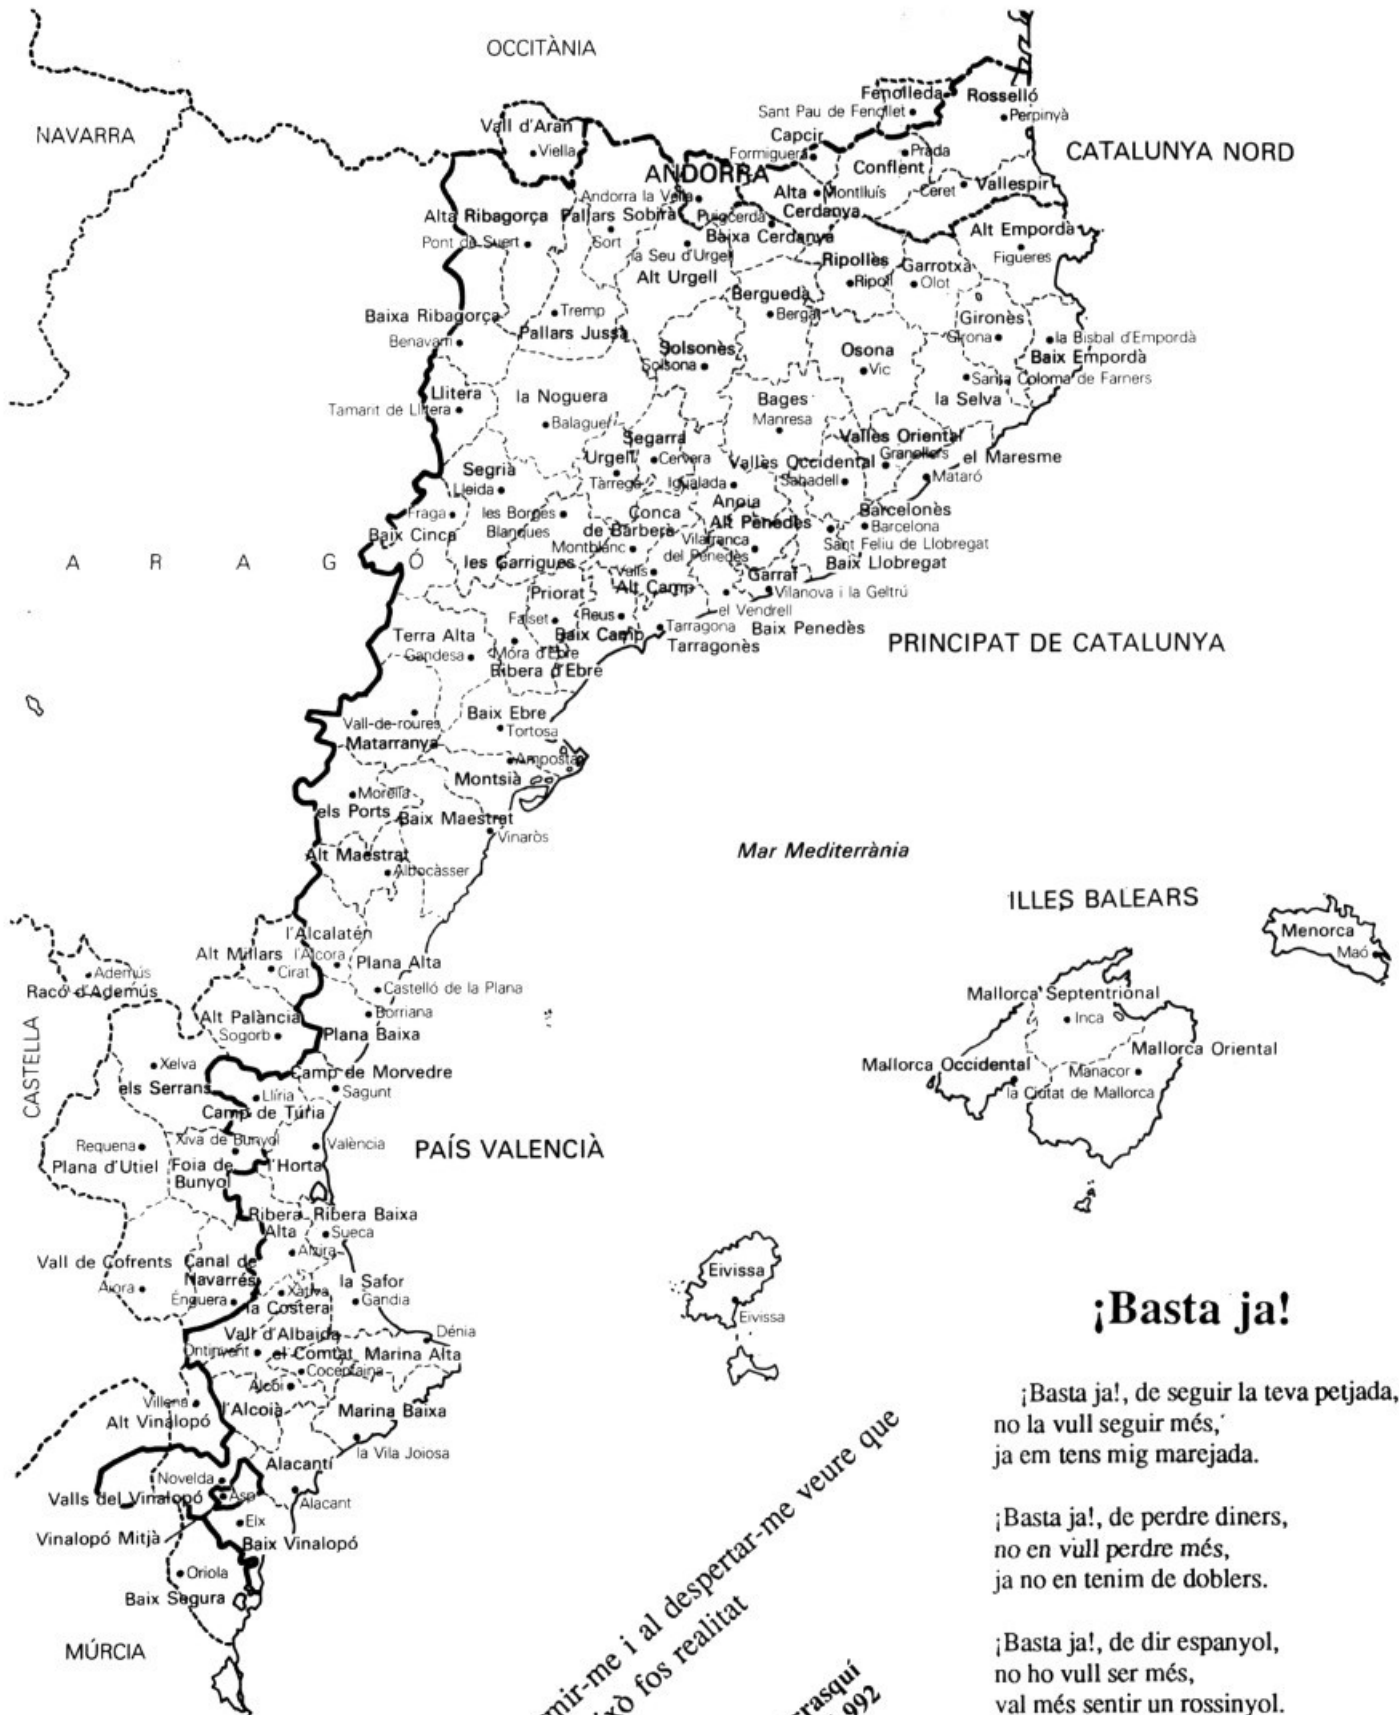 OCCITÀNIA
NAVARRA
Fenolleda
Rosselló
Sant Pau de Fenollet
Perpinyà
Vall d'Aran
Viella
Capcir
Formiguera
Prada
CATALUNYA NORD
Conflent
ANDORRA
Andorra la Vella
Alta
Cerdanya
Montlluís
Ceret
Vallespir
Alta Ribagorça
Pallars Sobirà
Puigcerdà
Baixa Cerdanya
Alt Empordà
Pont de Suert
Sort
la Seu d'Urgell
Figueres
Ripollès
Garrotxa
Alt Urgell
Ripoll
Olot
Berguedà
Berga
Baixa Ribagorça
Tremp
Gironès
Benavarri
Pallars Jussà
Girona
la Bisbal d'Empordà
Solsonès
Osona
Baix Empordà
Solsona
Vic
Santa Coloma de Farners
Llitera
la Noguera
Bages
la Selva
Tamarit de Llitera
Balaguer
Manresa
Segarra
Vallès Oriental
Urgell
Cervera
Vallès Occidental
Granollers
el Maresme
Segrià
Lleida
Tàrrega
Igualada
Sabadell
Mataró
Anoia
Fraga
les Borges
Blanques
Conca
de Barberà
Alt Penedès
Barcelonès
Barcelona
Baix Cinca
Montblanc
Vilafranca
del Penedès
Sant Feliu de Llobregat
ARAGÓ
les Garrigues
Valls
Garraf
Baix Llobregat
Priorat
Alt Camp
Vilanova i la Geltrú
Falset
Reus
el Vendrell
Terra Alta
Baix Camp
Tarragona
Baix Penedès
Gandesa
Móra d'Ebre
Tarragonès
PRINCIPAT DE CATALUNYA
Ribera d'Ebre
Baix Ebre
Vall-de-roures
Tortosa
Matarranya
Amposta
Montsià
Morella
els Ports
Baix Maestrat
Vinaròs
Alt Maestrat
Albocàsser
Mar Mediterrània
ILLES BALEARS
Menorca
Maó
l'Alcalatén
Alt Millars
l'Alcora
Cirat
Plana Alta
Ademús
Racó d'Ademús
Castelló de la Plana
Mallorca Septentrional
Inca
Borriana
Alt Palància
Sogorb
Plana Baixa
CASTELLA
Mallorca Oriental
Xelva
Camp de Morvedre
Mallorca Occidental
Manacor
els Serrans
Llíria
Sagunt
la Ciutat de Mallorca
Camp de Túria
Requena
Xiva de Bunyol
València
PAÍS VALENCIÀ
Plana d'Utiel
Foia de
Bunyol
l'Horta
Ribera
Alta
Ribera Baixa
Sueca
Alzira
Vall de Cofrents
Canal de
Navarrés
Eivissa
Aiora
Énguera
Xàtiva
la Safor
Gandia
la Costera
Eivissa
Vall d'Albaida
Dénia
Ontinyent
el Comtat
Marina Alta
Cocentaina
Alcoi
Villena
Alt Vinalopó
l'Alcoià
Marina Baixa
la Vila Joiosa
Alacantí
Novelda
Asp
Alacant
Valls del Vinalopó
Elx
Vinalopó Mitjà
Baix Vinalopó
Oriola
Baix Segura
MÚRCIA
mir-me i al despertar-me veure que
ixò fos realitat
rrasquí
992
¡Basta ja!
¡Basta ja!, de seguir la teva petjada,
no la vull seguir més,
ja em tens mig marejada.
¡Basta ja!, de perdre diners,
no en vull perdre més,
ja no en tenim de doblers.
¡Basta ja!, de dir espanyol,
no ho vull ser més,
val més sentir un rossinyol.